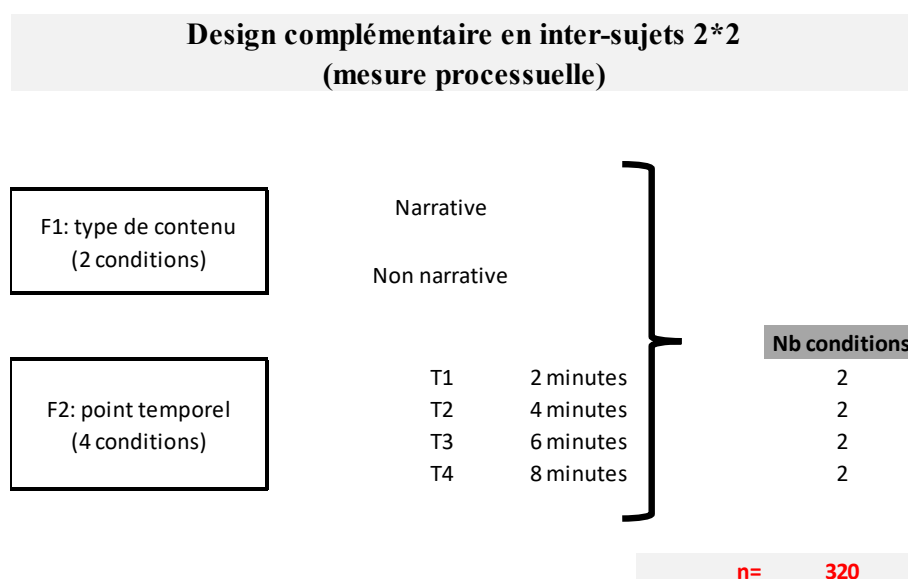 Design complémentaire en inter-sujets 2*2
(mesure processuelle)
F1: type de contenu
(2 conditions)
Narrative
Non narrative
Nb conditions
F2: point temporel
(4 conditions)
T1 2 minutes 2
T2 4 minutes 2
T3 6 minutes 2
T4 8 minutes 2
n= 320